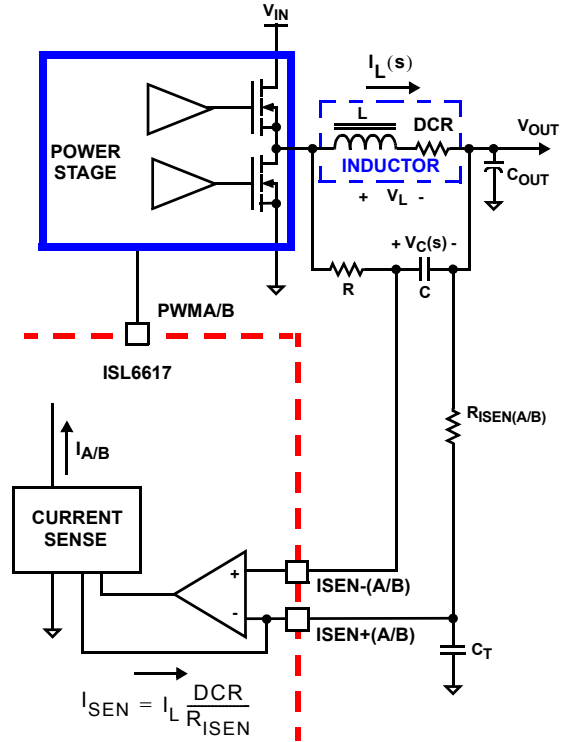 VIN
IL(s)
L
DCR
VOUT
POWER
STAGE
INDUCTOR
COUT
+ VL -
+ VC(s) -
R
C
PWMA/B
ISL6617
RISEN(A/B)
IA/B
CURRENT
SENSE
+
ISEN-(A/B)
-
ISEN+(A/B)
CT
ISEN = IL DCR/RISEN